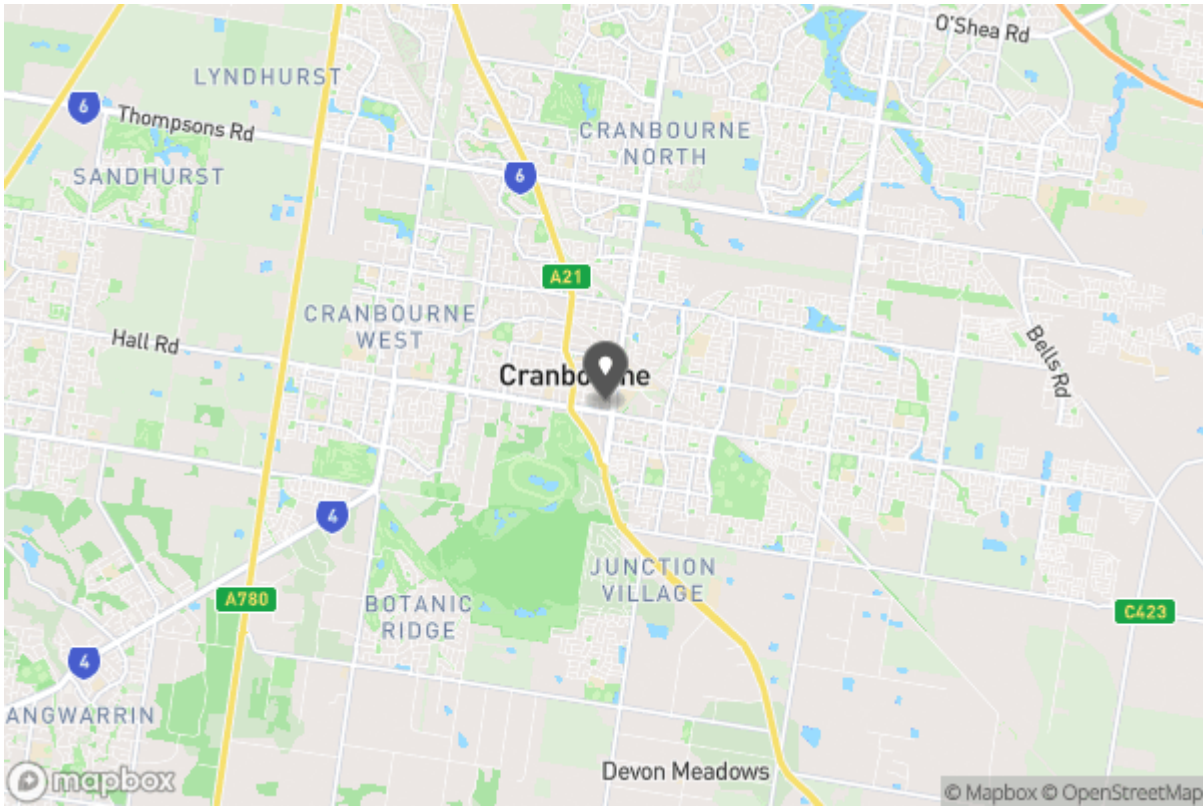 O'Shea Rd
LYNDHURST
6
Thompsons Rd
CRANBOURNE
NORTH
6
SANDHURST
A21
CRANBOURNE
WEST
Hall Rd
Bells Rd
Cranbourne
4
JUNCTION
VILLAGE
A780
BOTANIC
RIDGE
C423
4
ANGWARRIN
Devon Meadows
mapbox
© Mapbox © OpenStreetMap